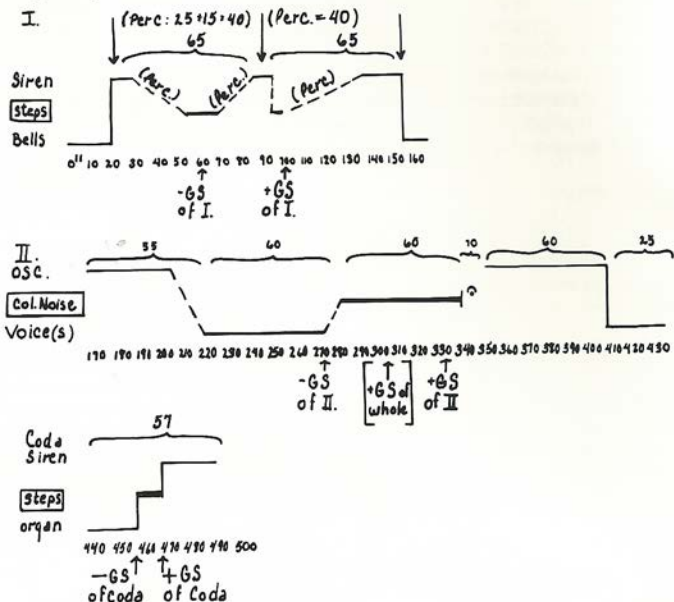 I.
(Perc: 25+15=40) (Perc.=40)
65 65
Siren
(Perc.) (Perc.) (Perc)
Steps
Bells
0" 10 20 30 40 50 60 70 80 90 100 110 120 130 140 150 160
-GS +GS
of I. of I.
II.
55 60 60 10 60 25
OSC.
Col. Noise
Voice(s)
170 180 190 200 210 220 230 240 250 260 270 280 290 300 310 320 330 340 350 360 370 380 390 400 410 420 430
-GS +GS of +GS
of II. whole of II
57
Coda
Siren
Steps
organ
440 450 460 470 480 490 500
-GS +GS
of Coda of Coda